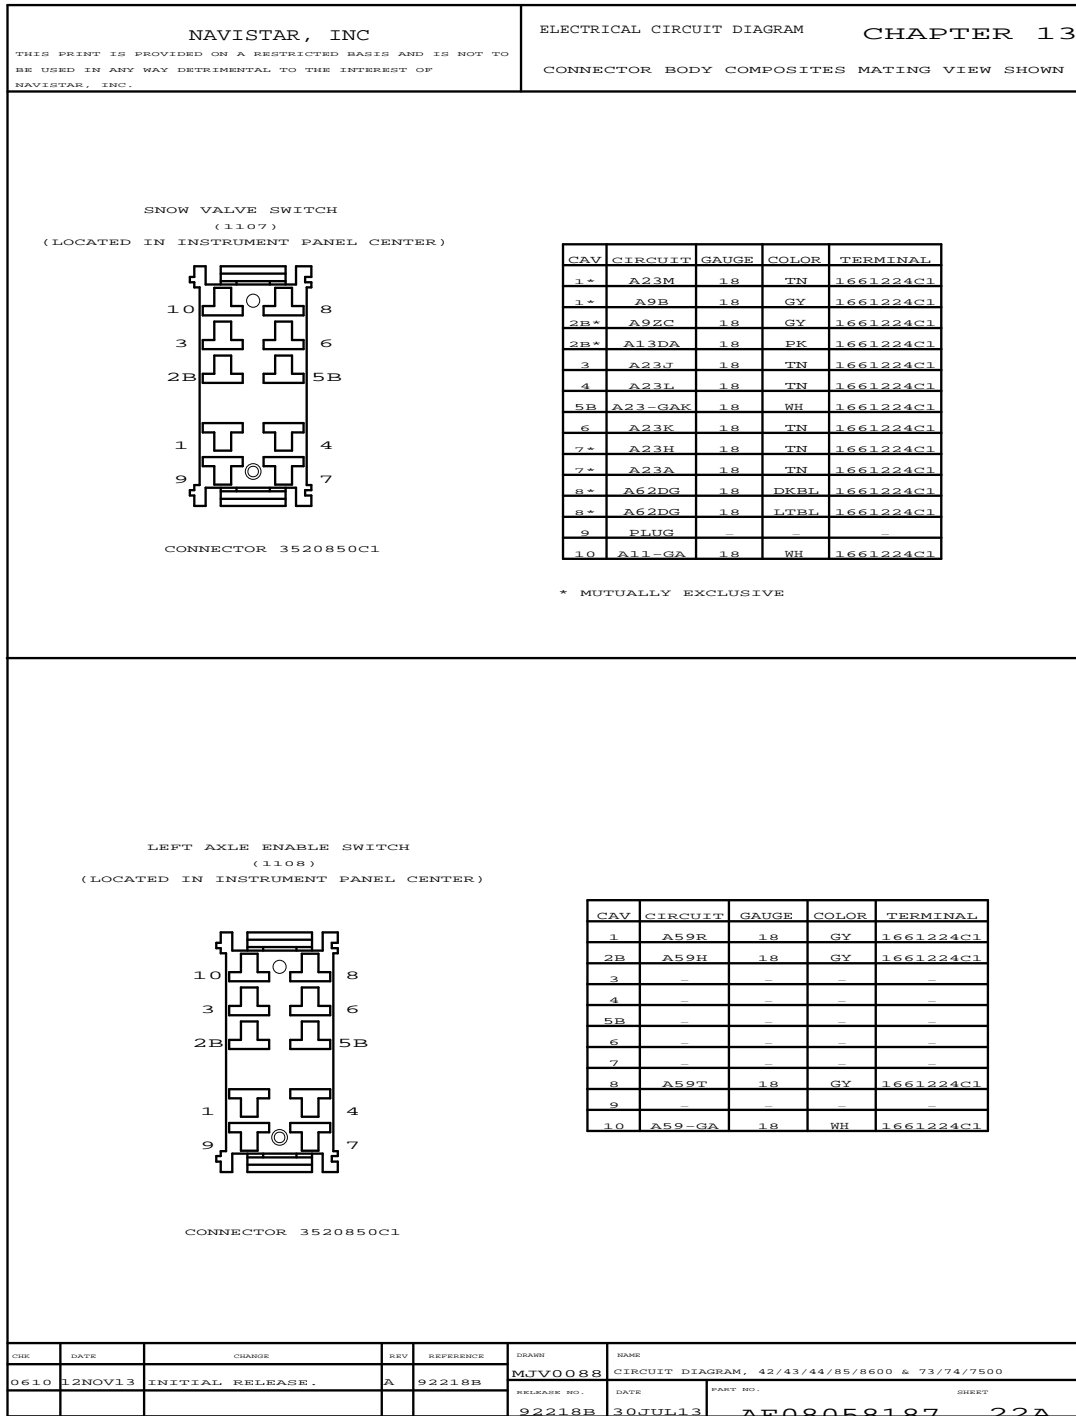 NAVISTAR, INC
THIS PRINT IS PROVIDED ON A RESTRICTED BASIS AND IS NOT TO
BE USED IN ANY WAY DETRIMENTAL TO THE INTEREST OF
NAVISTAR, INC.
ELECTRICAL CIRCUIT DIAGRAM CHAPTER 13
CONNECTOR BODY COMPOSITES MATING VIEW SHOWN
SNOW VALVE SWITCH
(1107)
(LOCATED IN INSTRUMENT PANEL CENTER)
10 8
3 6
2B 5B
1 4
9 7
CONNECTOR 3520850C1
CAV CIRCUIT GAUGE COLOR TERMINAL
1* A23M 18 TN 1661224C1
1* A9B 18 GY 1661224C1
2B* A9ZC 18 GY 1661224C1
2B* A13DA 18 PK 1661224C1
3 A23J 18 TN 1661224C1
4 A23L 18 TN 1661224C1
5B A23-GAK 18 WH 1661224C1
6 A23K 18 TN 1661224C1
7* A23H 18 TN 1661224C1
7* A23A 18 TN 1661224C1
8* A62DG 18 DKBL 1661224C1
8* A62DG 18 LTBL 1661224C1
9 PLUG - - -
10 A11-GA 18 WH 1661224C1
* MUTUALLY EXCLUSIVE
LEFT AXLE ENABLE SWITCH
(1108)
(LOCATED IN INSTRUMENT PANEL CENTER)
10 8
3 6
2B 5B
1 4
9 7
CONNECTOR 3520850C1
CAV CIRCUIT GAUGE COLOR TERMINAL
1 A59R 18 GY 1661224C1
2B A59H 18 GY 1661224C1
3 - - - -
4 - - - -
5B - - - -
6 - - - -
7 - - - -
8 A59T 18 GY 1661224C1
9 - - - -
10 A59-GA 18 WH 1661224C1
CHK DATE CHANGE REV REFERENCE
0610 12NOV13 INITIAL RELEASE. A 92218B
DRAWN NAME
MJV0088 CIRCUIT DIAGRAM, 42/43/44/85/8600 & 73/74/7500
RELEASE NO. DATE PART NO. SHEET
92218B 30JUL13 AF08058187 22A